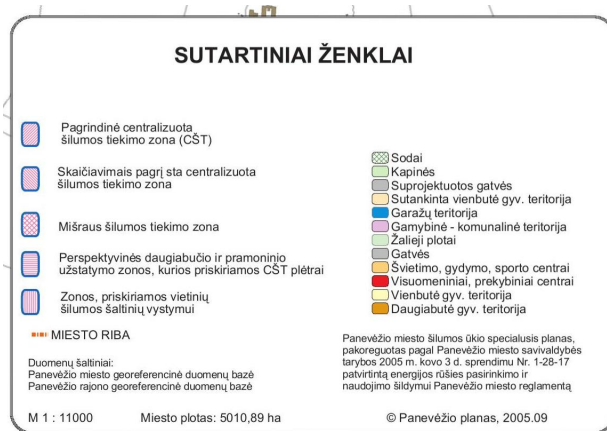 SUTARTINIAI ŽENKLAI
Pagrindinė centralizuota
šilumos tiekimo zona (CŠT)
Skaičiavimais pagrį sta centralizuota
šilumos tiekimo zona
Mišraus šilumos tiekimo zona
Perspektyvinės daugiabučio ir pramoninio
užstatymo zonos, kurios priskiriamos CŠT plėtrai
Zonos, priskiriamos vietinių
šilumos šaltinių vystymui
MIESTO RIBA
Duomenų šaltiniai:
Panevėžio miesto georeferencinė duomenų bazė
Panevėžio rajono georeferencinė duomenų bazė
M 1 : 11000
Miesto plotas: 5010,89 ha
Sodai
Kapinės
Suprojektuotos gatvės
Sutankinta vienbutė gyv. teritorija
Garažų teritorija
Gamybinė - komunalinė teritorija
Žalieji plotai
Gatvės
Švietimo, gydymo, sporto centrai
Visuomeniniai, prekybiniai centrai
Vienbutė gyv. teritorija
Daugiabutė gyv. teritorija
Panevėžio miesto šilumos ūkio specialusis planas,
pakoreguotas pagal Panevėžio miesto savivaldybės
tarybos 2005 m. kovo 3 d. sprendimu Nr. 1-28-17
patvirtintą energijos rūšies pasirinkimo ir
naudojimo šildymui Panevėžio miesto reglamentą
© Panevėžio planas, 2005.09